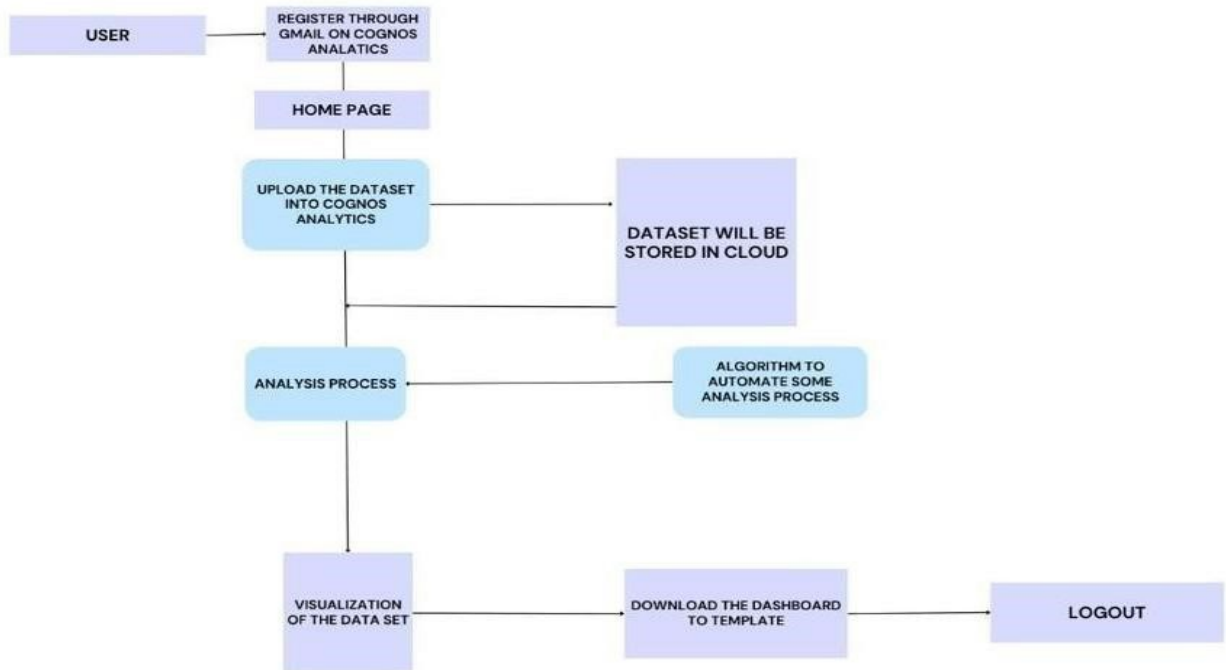 USER
REGISTER THROUGH
GMAIL ON COGNOS
ANALATICS
HOME PAGE
UPLOAD THE DATASET
INTO COGNOS
ANALYTICS
DATASET WILL BE
STORED IN CLOUD
ANALYSIS PROCESS
ALGORITHM TO
AUTOMATE SOME
ANALYSIS PROCESS
VISUALIZATION
OF THE DATA SET
DOWNLOAD THE DASHBOARD
TO TEMPLATE
LOGOUT